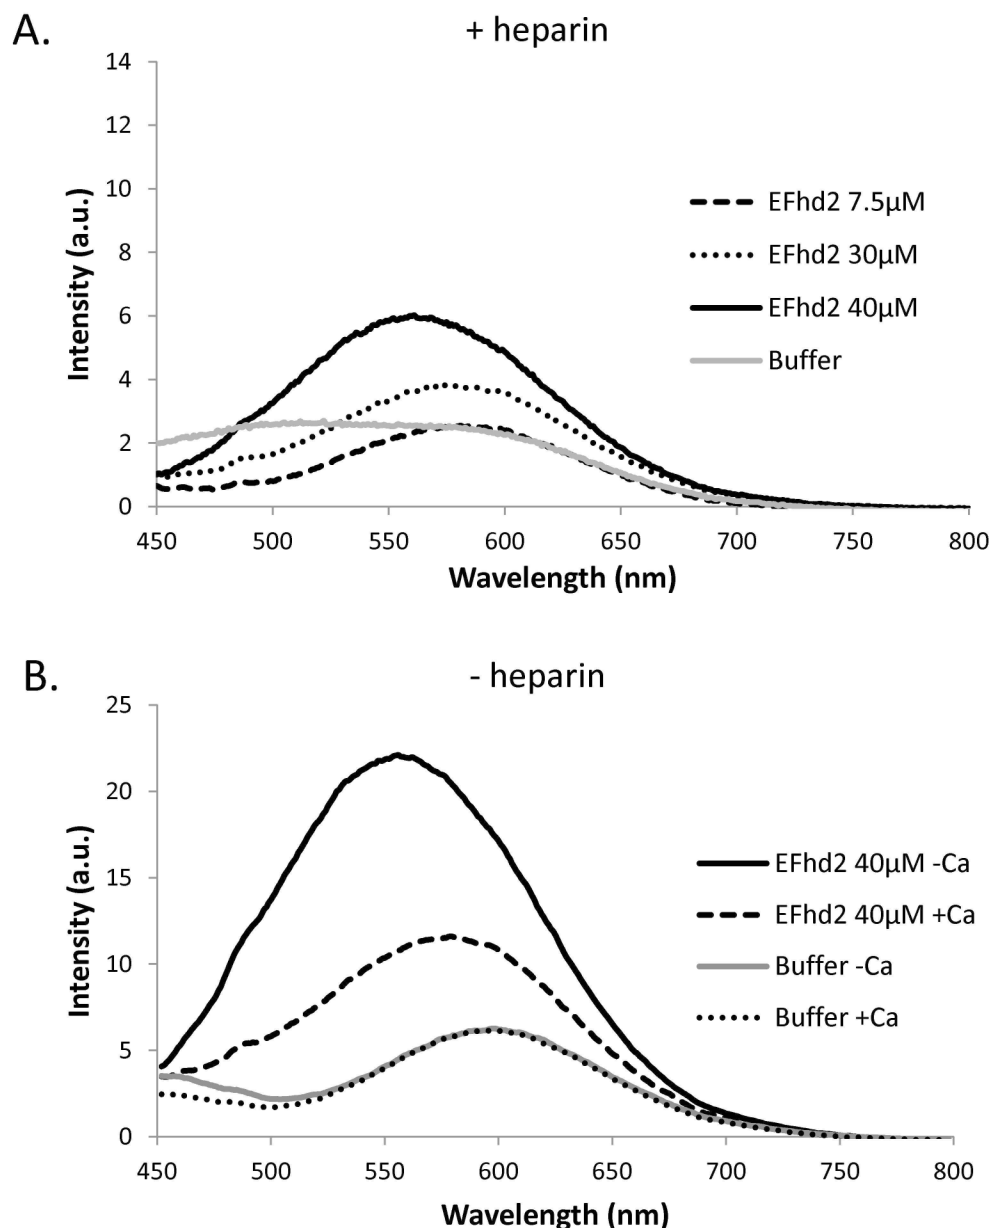 A.
+ heparin
14
12
10
8
6
4
2
0
Intensity (a.u.)
EFhd2 7.5µM
EFhd2 30µM
EFhd2 40µM
Buffer
450 500 550 600 650 700 750 800
Wavelength (nm)
B.
- heparin
25
20
15
10
5
0
Intensity (a.u.)
EFhd2 40µM -Ca
EFhd2 40µM +Ca
Buffer -Ca
Buffer +Ca
450 500 550 600 650 700 750 800
Wavelength (nm)